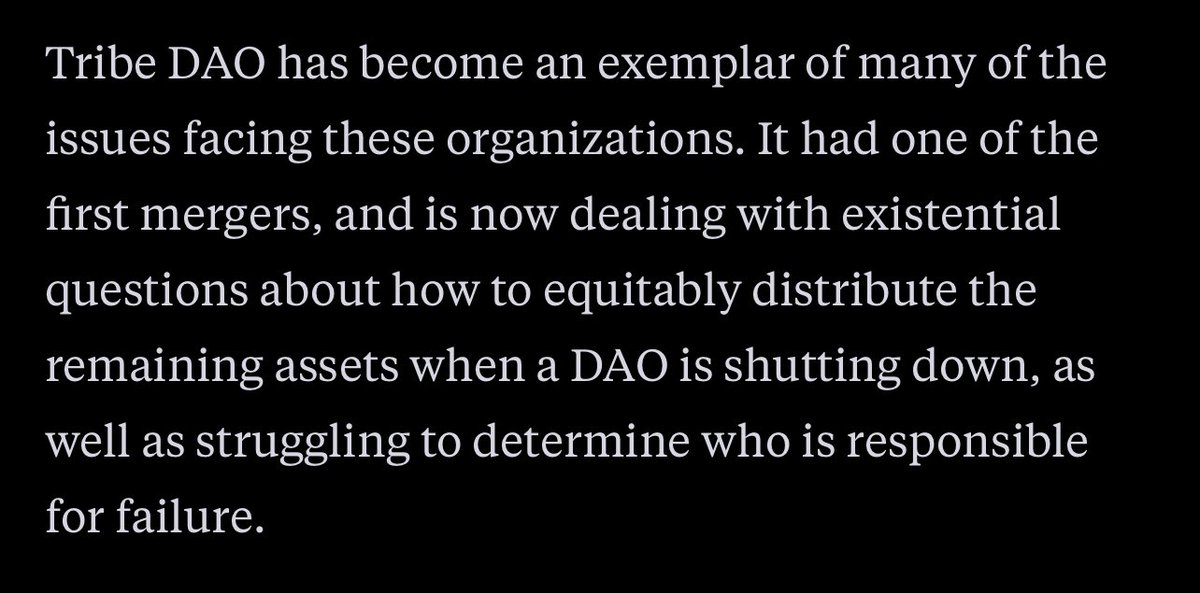 Tribe DAO has become an exemplar of many of the
issues facing these organizations. It had one of the
first mergers, and is now dealing with existential
questions about how to equitably distribute the
remaining assets when a DAO is shutting down, as
well as struggling to determine who is responsible
for failure.